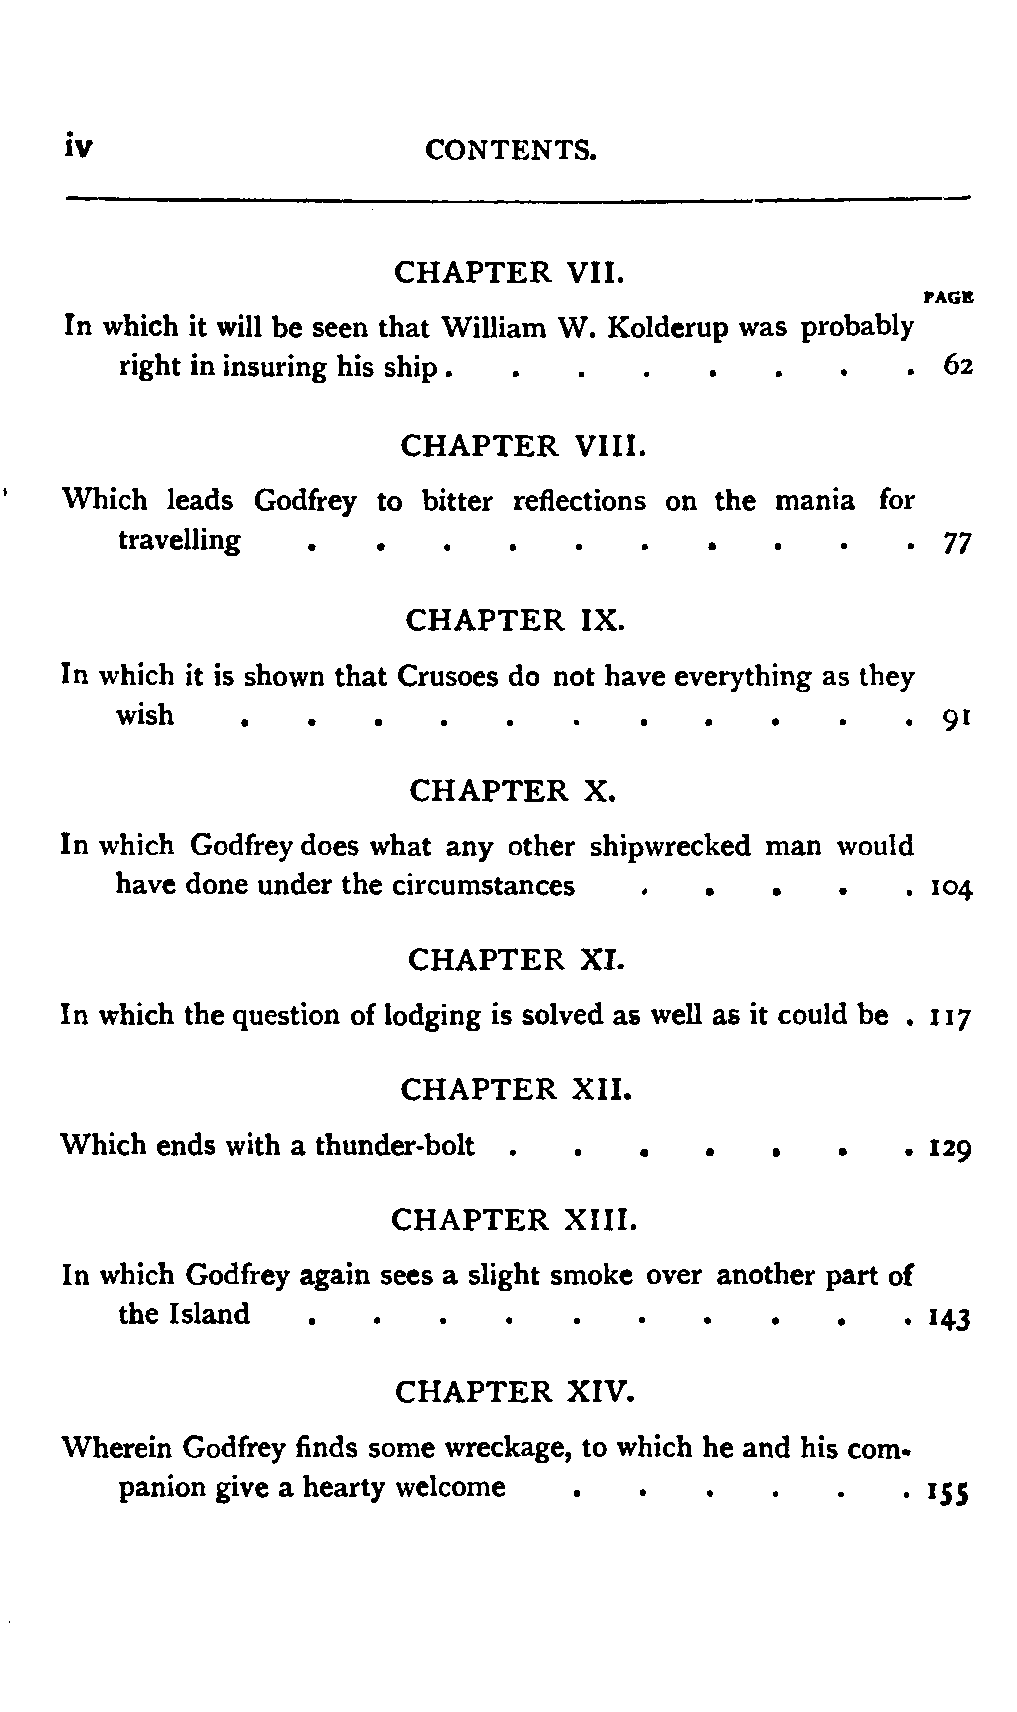 iv CONTENTS.
CHAPTER VII.
PAGE
In which it will be seen that William W. Kolderup was probably
right in insuring his ship . . . . . . . . 62
CHAPTER VIII.
Which leads Godfrey to bitter reflections on the mania for
travelling . . . . . . . . . . 77
CHAPTER IX.
In which it is shown that Crusoes do not have everything as they
wish . . . . . . . . . . . 91
CHAPTER X.
In which Godfrey does what any other shipwrecked man would
have done under the circumstances . . . . . 104
CHAPTER XI.
In which the question of lodging is solved as well as it could be . 117
CHAPTER XII.
Which ends with a thunder-bolt . . . . . . . 129
CHAPTER XIII.
In which Godfrey again sees a slight smoke over another part of
the Island . . . . . . . . . . 143
CHAPTER XIV.
Wherein Godfrey finds some wreckage, to which he and his com-
panion give a hearty welcome . . . . . . 155